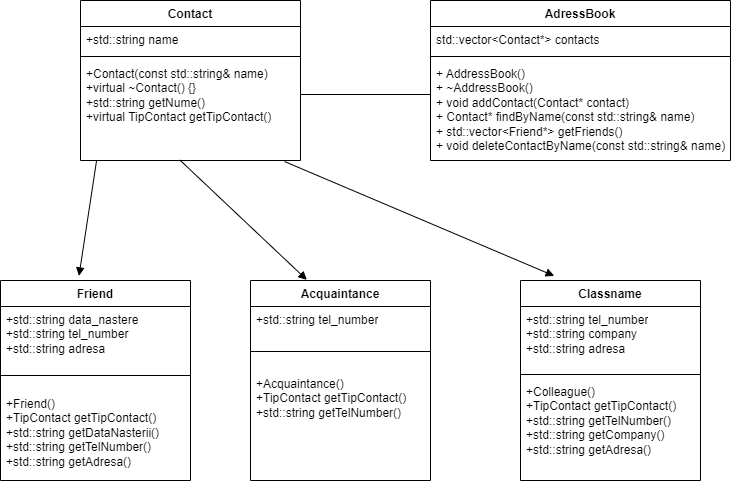 Contact
+std::string name
+Contact(const std::string& name)
+virtual ~Contact() {}
+std::string getNume()
+virtual TipContact getTipContact()
AdressBook
std::vector<Contact*> contacts
+ AddressBook()
+ ~AddressBook()
+ void addContact(Contact* contact)
+ Contact* findByName(const std::string& name)
+ std::vector<Friend*> getFriends()
+ void deleteContactByName(const std::string& name)
Friend
+std::string data_nastere
+std::string tel_number
+std::string adresa
+Friend()
+TipContact getTipContact()
+std::string getDataNasterii()
+std::string getTelNumber()
+std::string getAdresa()
Acquaintance
+std::string tel_number
+Acquaintance()
+TipContact getTipContact()
+std::string getTelNumber()
Classname
+std::string tel_number
+std::string company
+std::string adresa
+Colleague()
+TipContact getTipContact()
+std::string getTelNumber()
+std::string getCompany()
+std::string getAdresa()